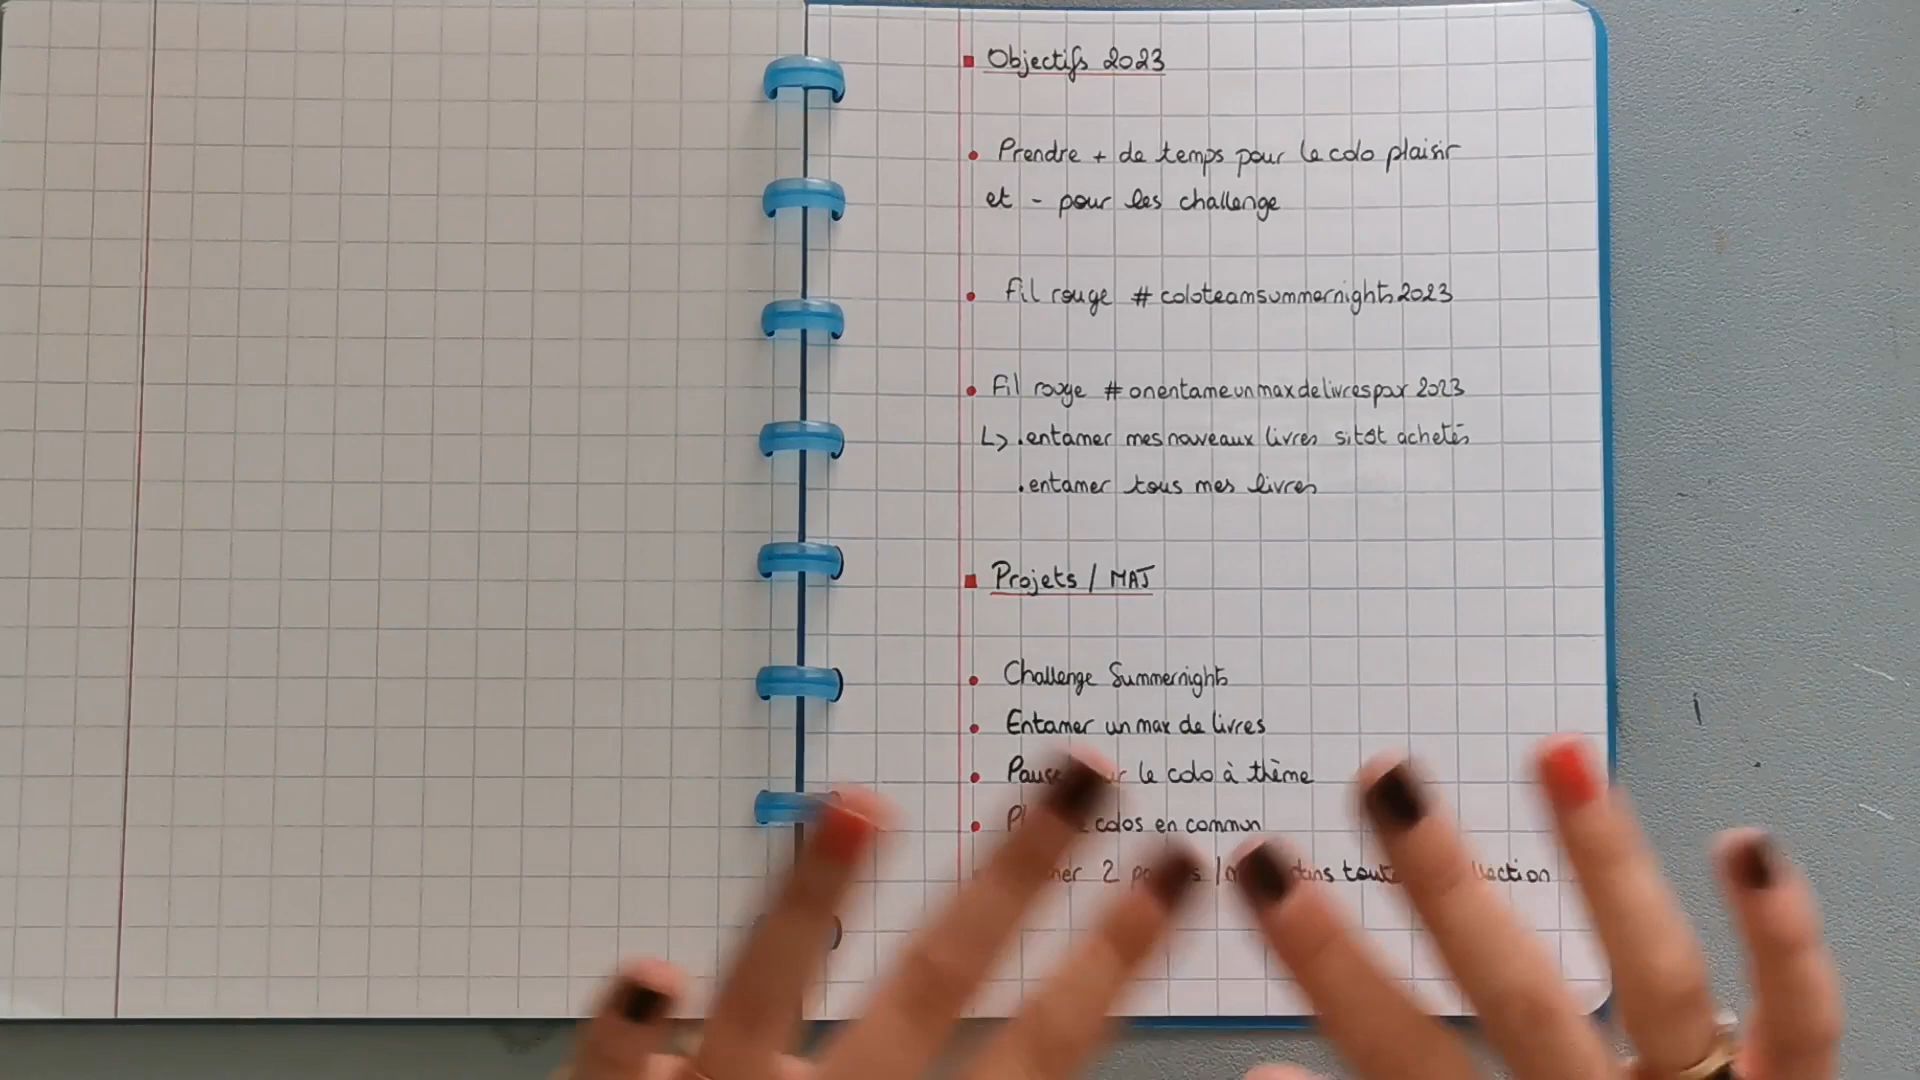 Objectifs 2023
Prendre + de temps pour le colo plaisir
et - pour les challenge
Fil rouge #coloteamsummernights2023
Fil rouge #onentameunmaxdelivrespar2023
↳ .entamer mes nouveaux livres sitôt achetés
.entamer tous mes livres
Projets / MAJ
Challenge Summernights
Entamer un max de livres
le colo à thème
colos en commun
2